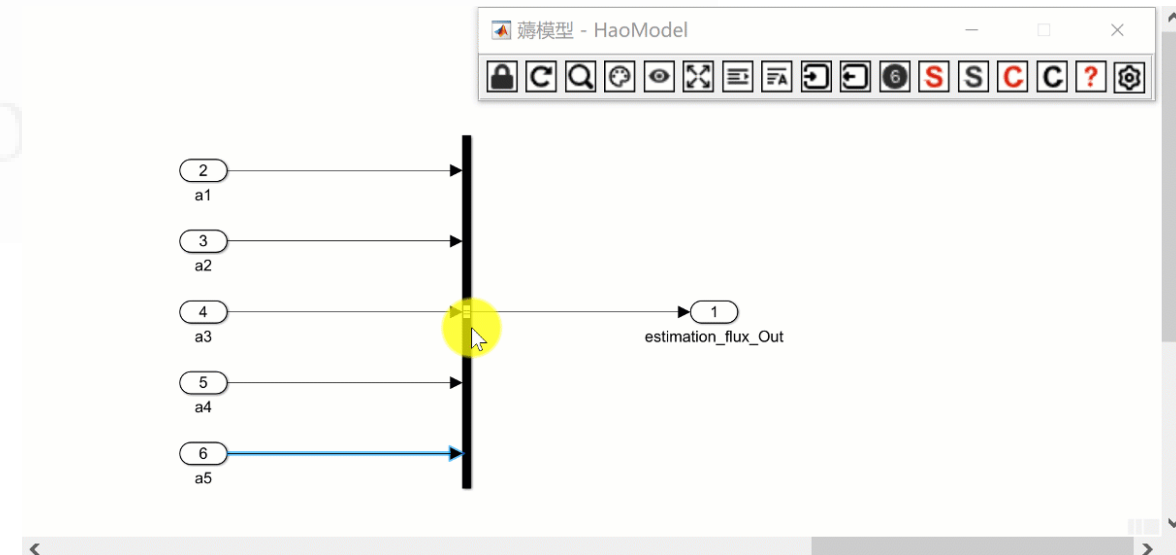 薅模型 - HaoModel
6 S S C C ?
2
a1
3
a2
4
a3
1
estimation_flux_Out
5
a4
6
a5